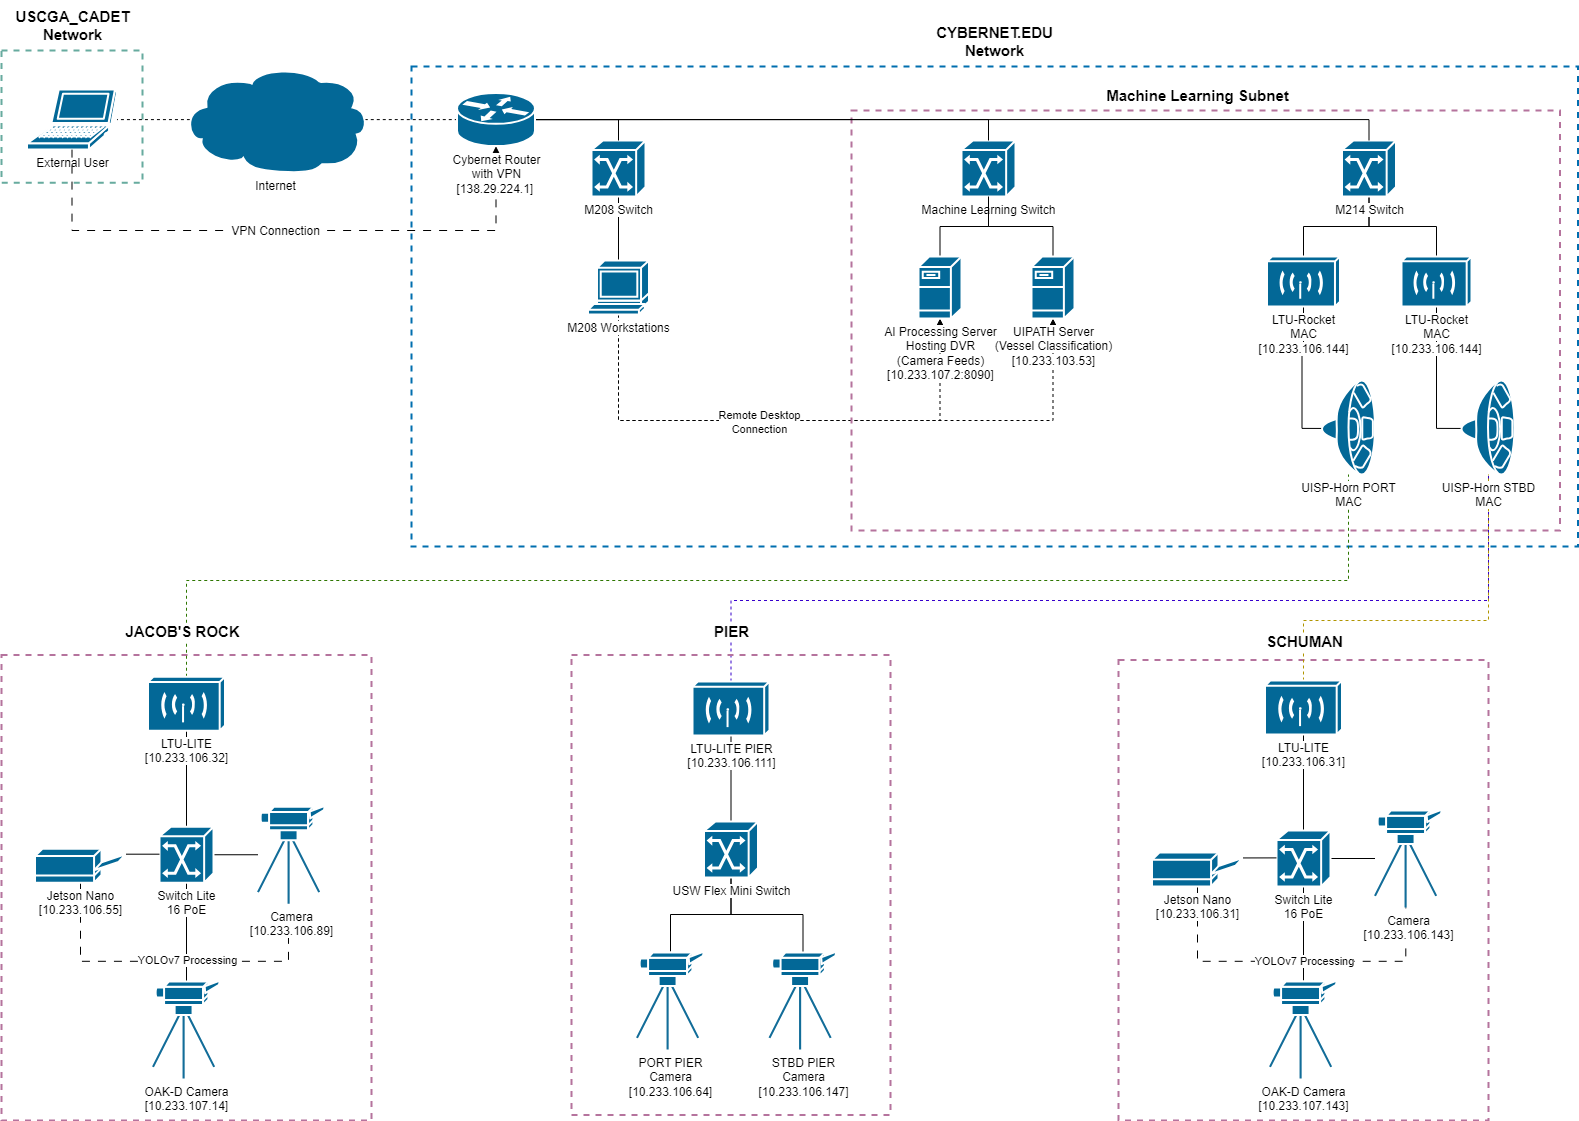 USCGA_CADET
Network
External User
Internet
VPN Connection
CYBERNET.EDU
Network
Cybernet Router
with VPN
[138.29.224.1]
M208 Switch
M208 Workstations
Remote Desktop
Connection
Machine Learning Subnet
Machine Learning Switch
AI Processing Server
Hosting DVR
(Camera Feeds)
[10.233.107.2:8090]
UIPATH Server
(Vessel Classification)
[10.233.103.53]
M214 Switch
LTU-Rocket
MAC
[10.233.106.144]
LTU-Rocket
MAC
[10.233.106.144]
UISP-Horn PORT
MAC
UISP-Horn STBD
MAC
JACOB'S ROCK
LTU-LITE
[10.233.106.32]
Jetson Nano
[10.233.106.55]
Switch Lite
16 PoE
Camera
[10.233.106.89]
YOLOv7 Processing
OAK-D Camera
[10.233.107.14]
PIER
LTU-LITE PIER
[10.233.106.111]
USW Flex Mini Switch
PORT PIER
Camera
[10.233.106.64]
STBD PIER
Camera
[10.233.106.147]
SCHUMAN
LTU-LITE
[10.233.106.31]
Jetson Nano
[10.233.106.31]
Switch Lite
16 PoE
Camera
[10.233.106.143]
YOLOv7 Processing
OAK-D Camera
[10.233.107.143]